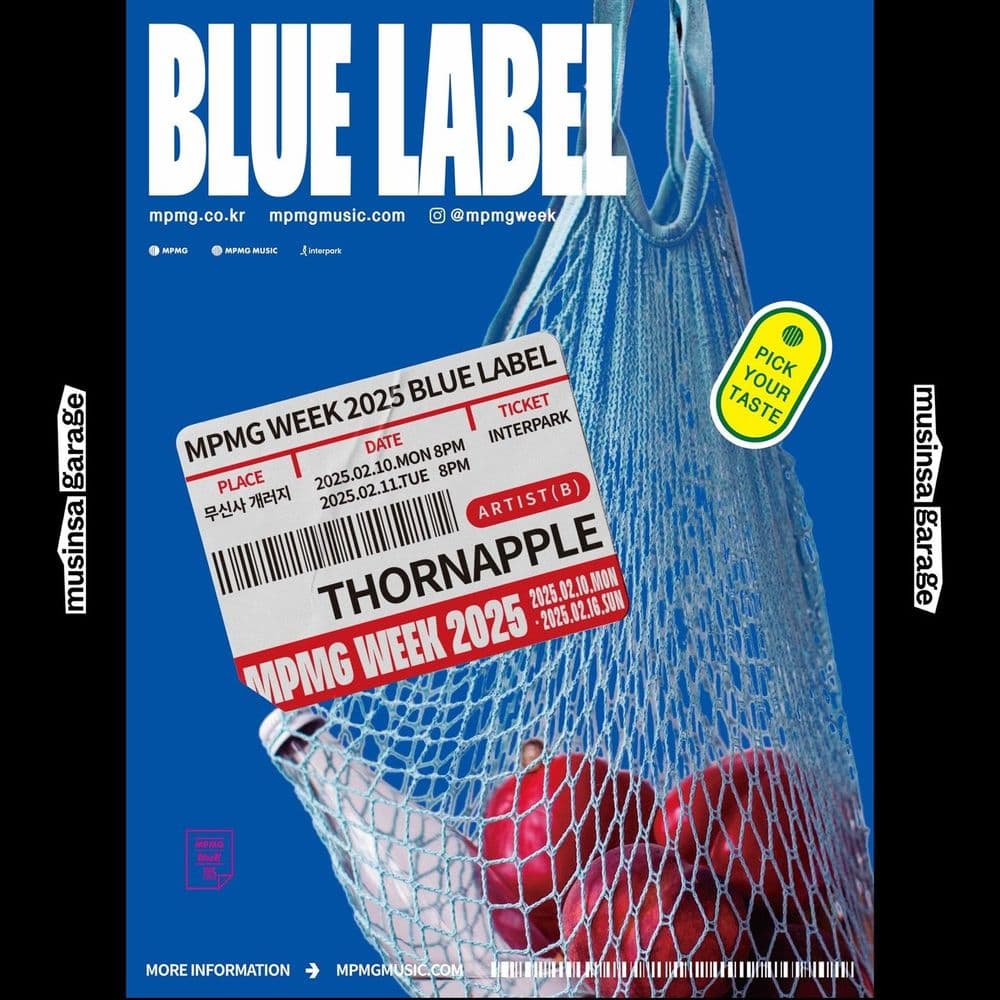 BLUE LABEL
mpmg.co.kr mpmgmusic.com @mpmgweek
MPMG MPMG MUSIC interpark
musinsa garage
musinsa garage
PICK
YOUR
TASTE
MPMG WEEK 2025 BLUE LABEL
PLACE DATE TICKET
무신사 개러지 2025.02.10.MON 8PM INTERPARK
2025.02.11.TUE 8PM
ARTIST(B)
THORNAPPLE
MPMG WEEK 2025 2025.02.10.MON
- 2025.02.16.SUN
MPMG
WeeK
MORE INFORMATION → MPMGMUSIC.COM